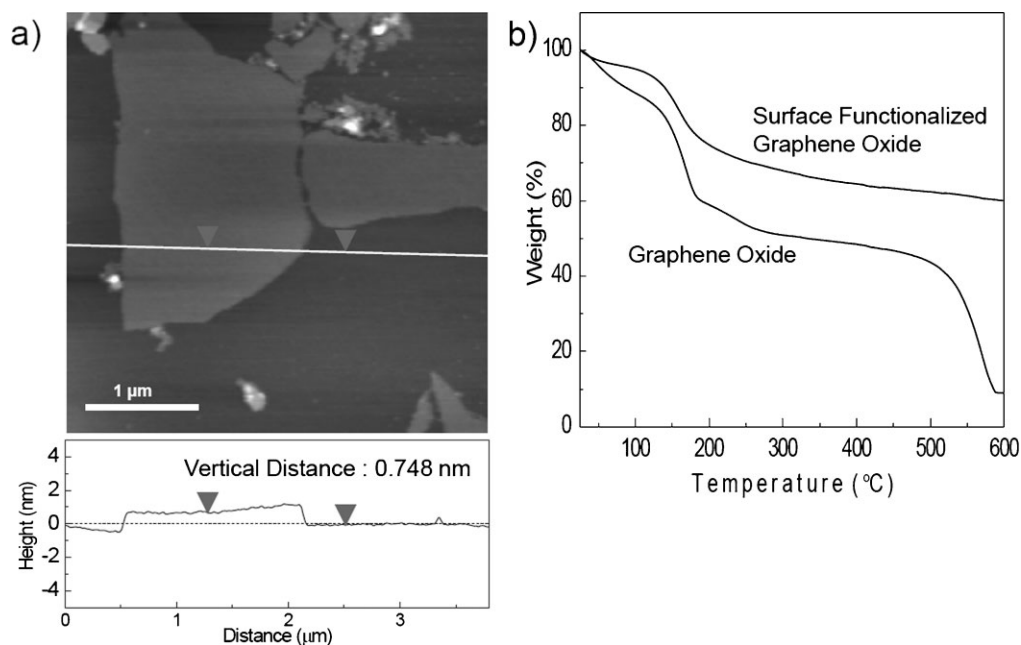 a)
1 µm
4
2
0
-2
-4
Height (nm)
Vertical Distance : 0.748 nm
0
1
2
3
Distance (µm)
b)
100
80
60
40
20
0
Weight (%)
Surface Functionalized
Graphene Oxide
Graphene Oxide
100
200
300
400
500
600
Temperature (°C)